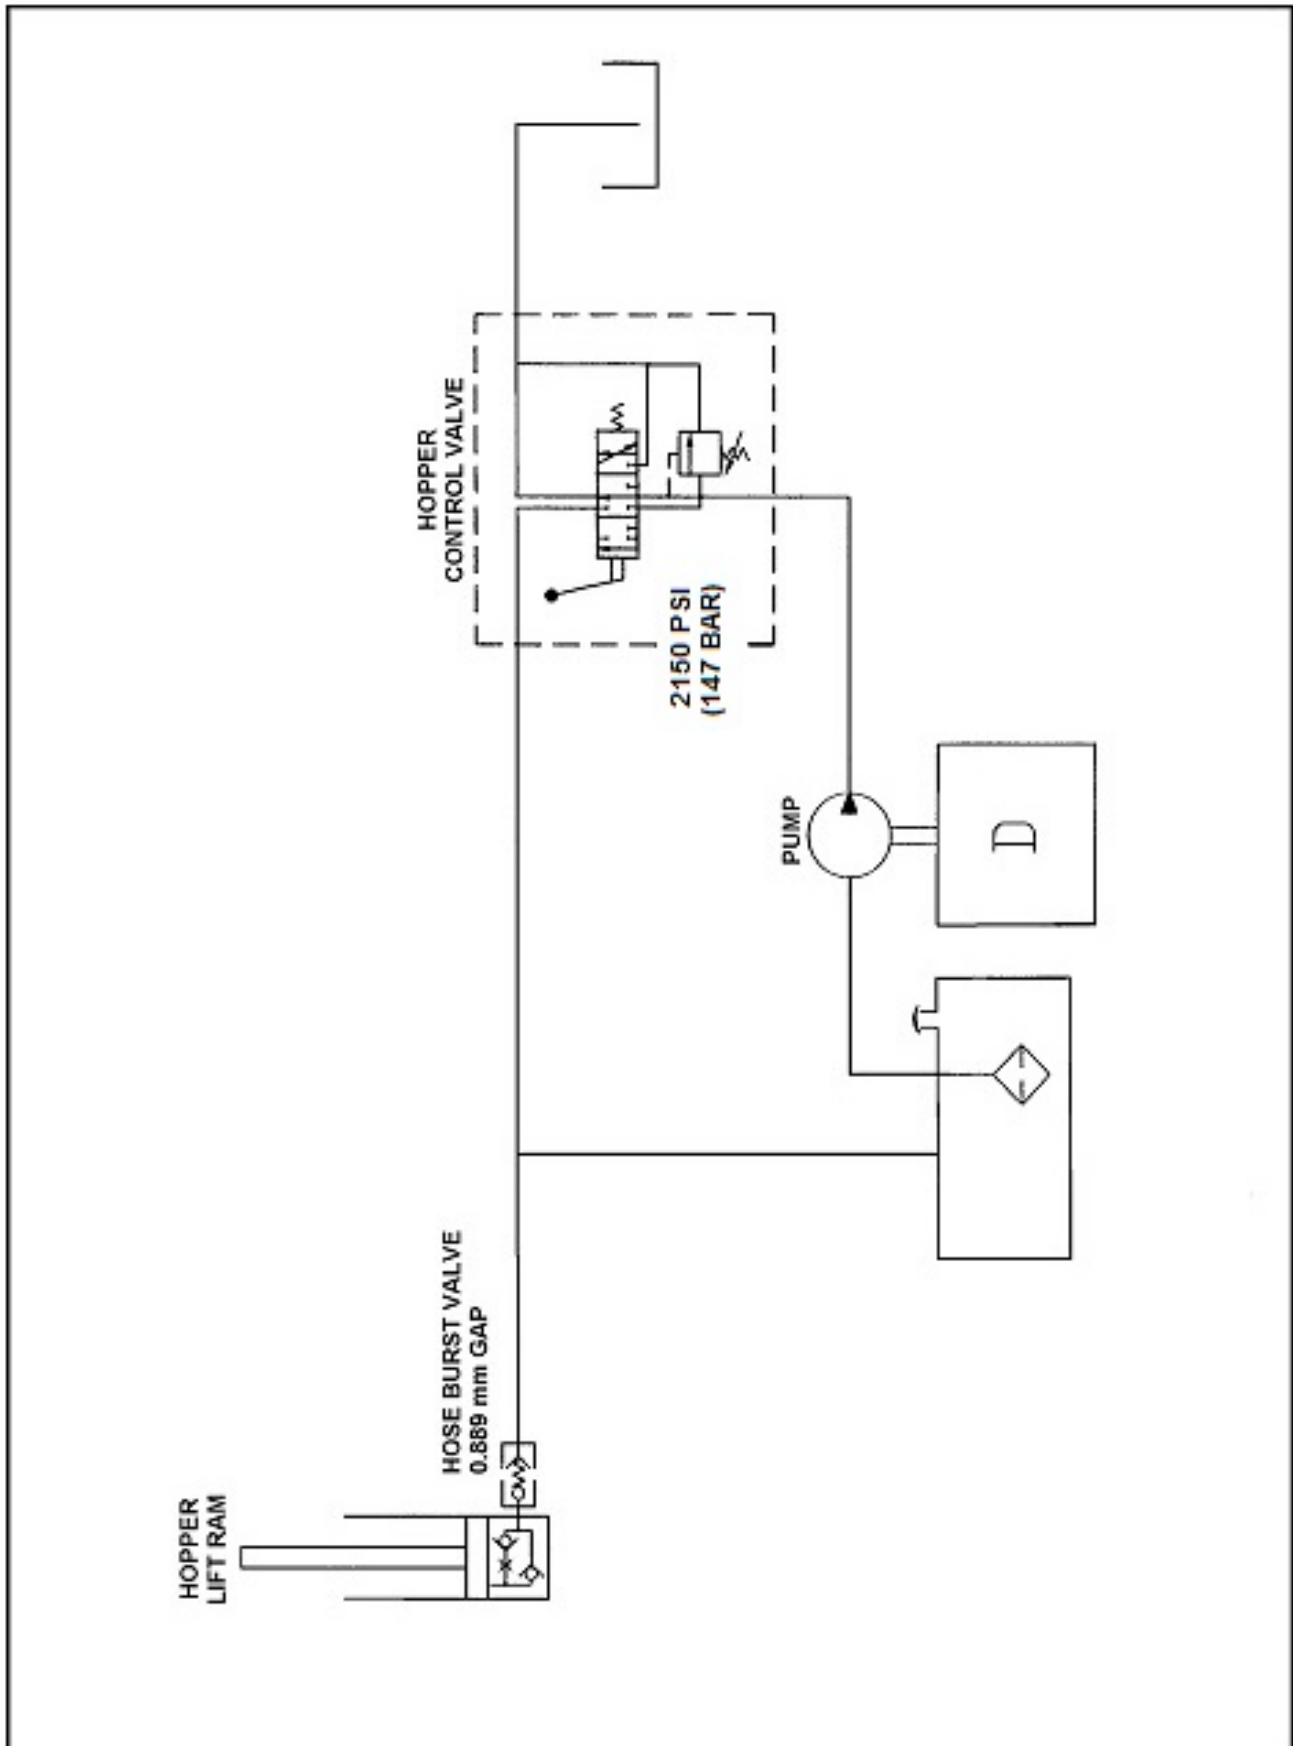 HOPPER
LIFT RAM
HOSE BURST VALVE
0.889 mm GAP
HOPPER
CONTROL VALVE
2150 PSI
(147 BAR)
PUMP
D